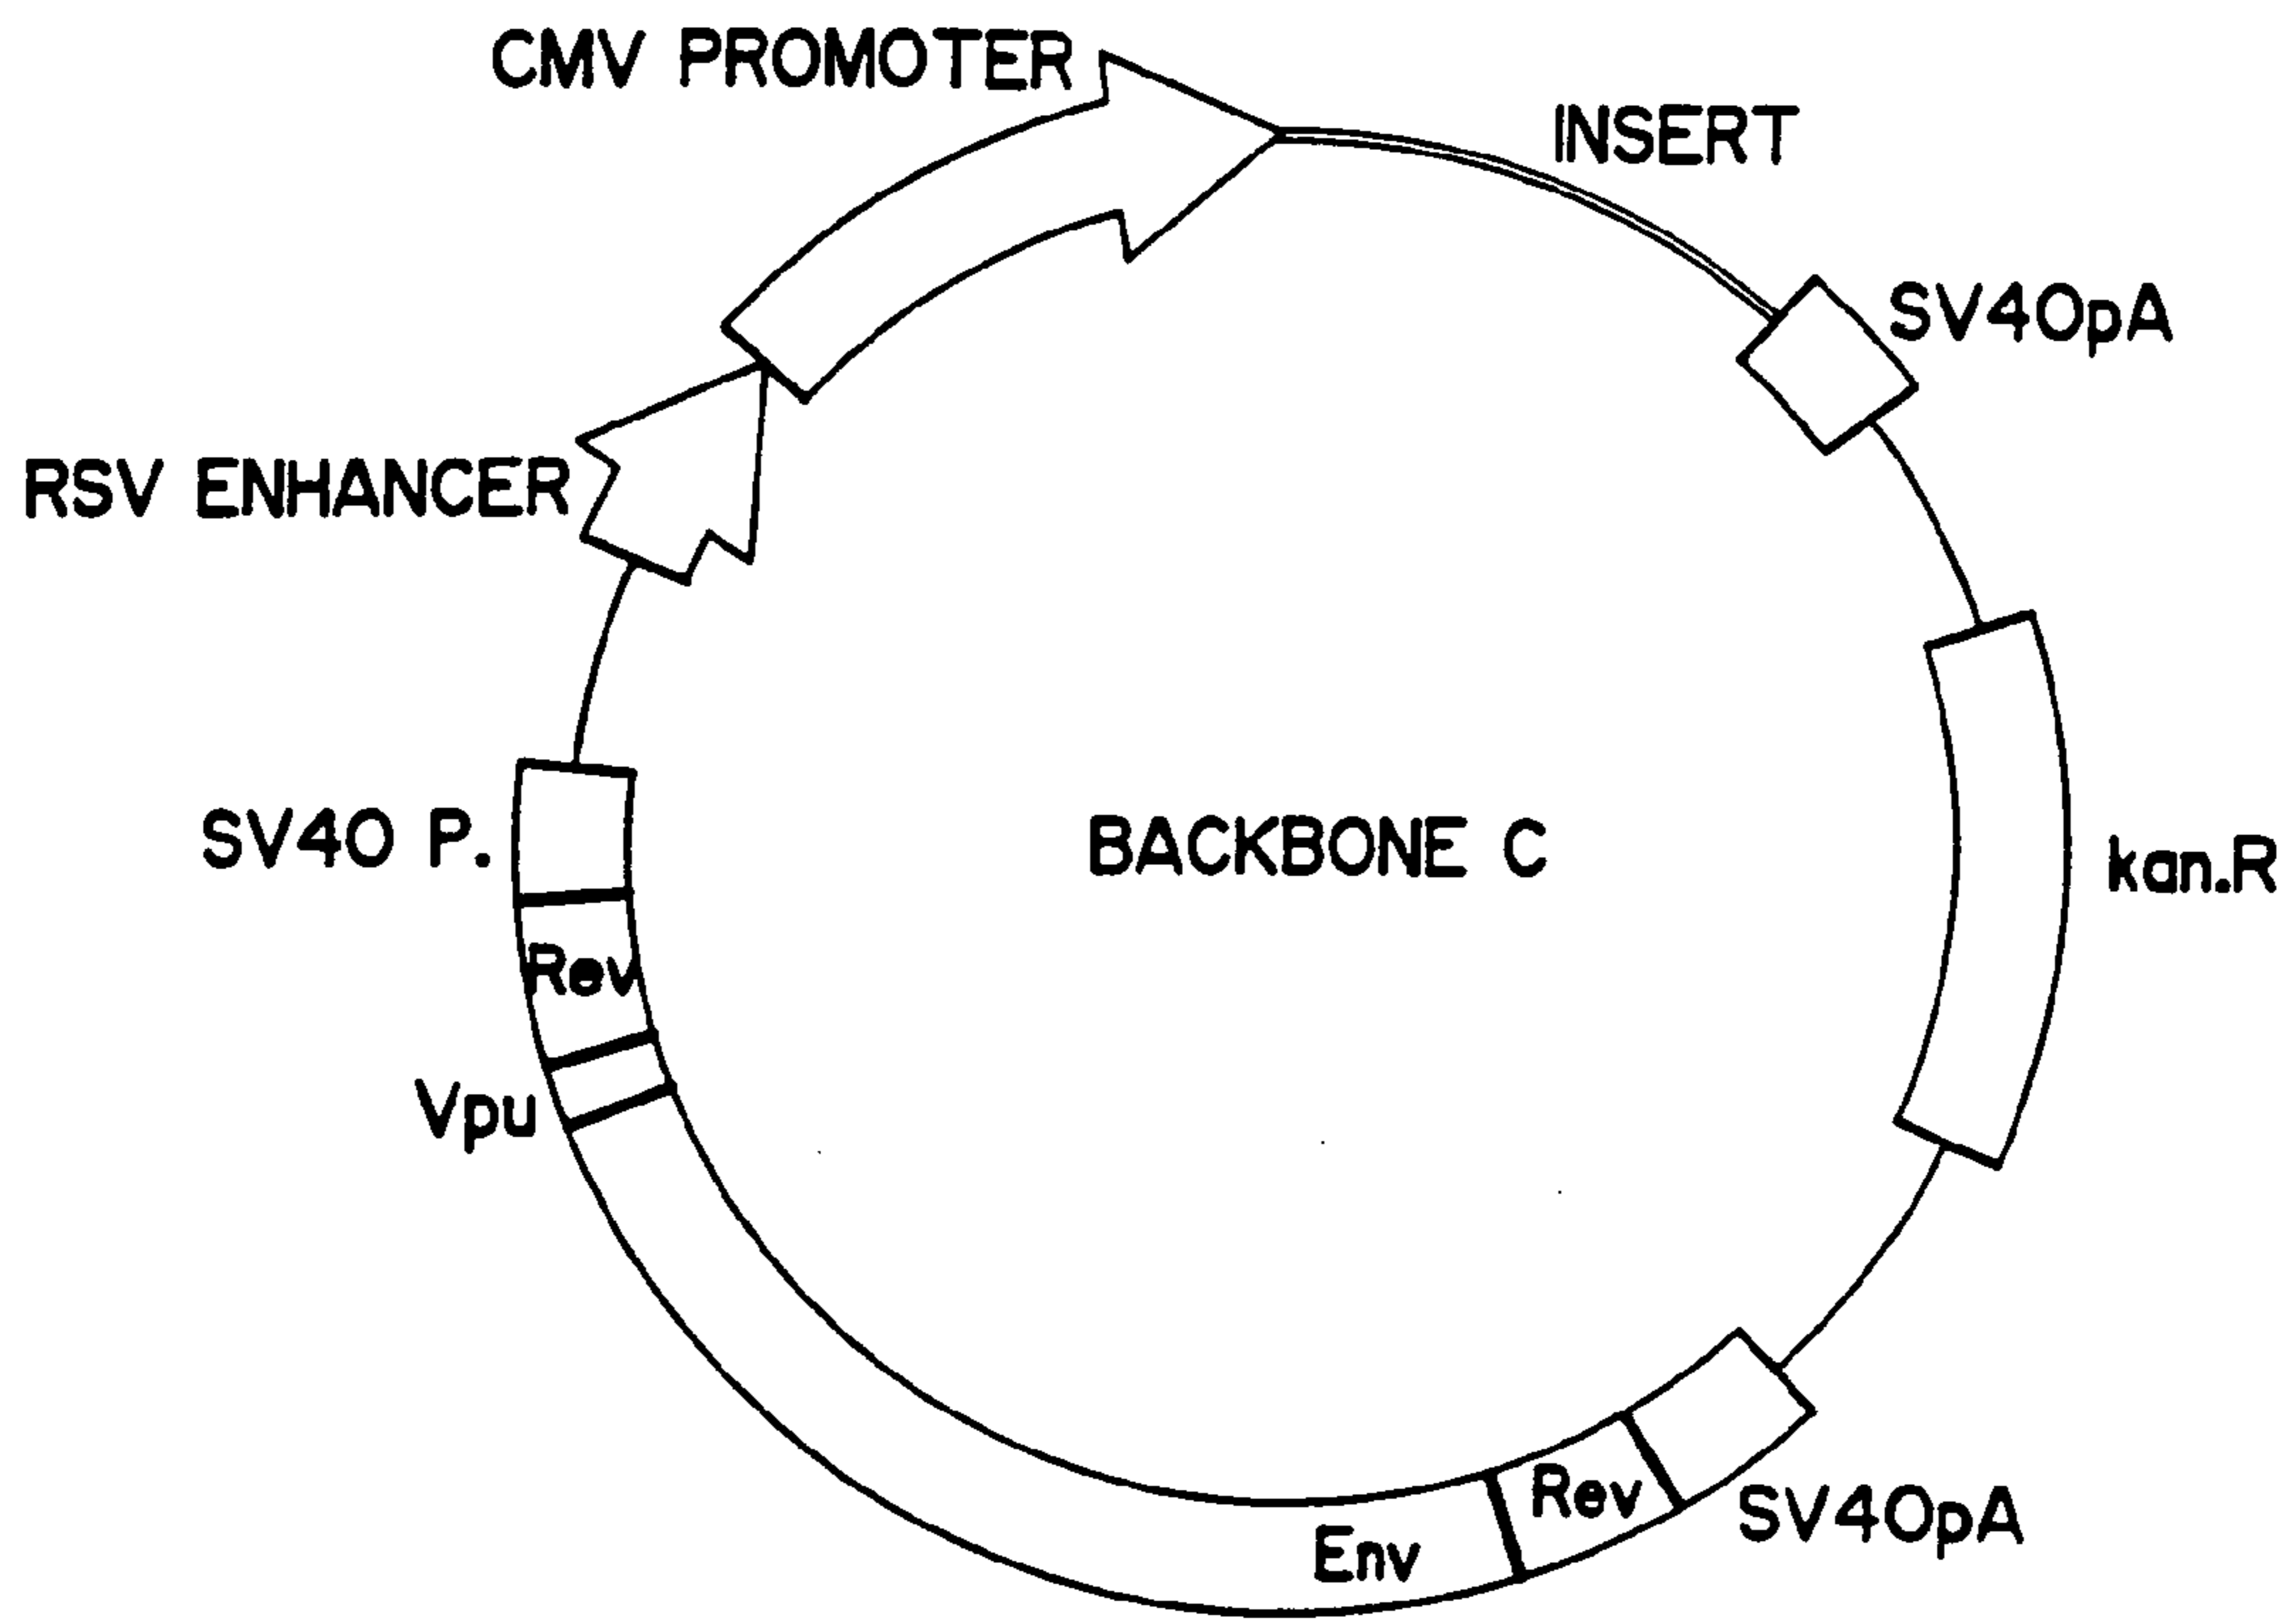 CMV PROMOTER
INSERT
SV40pA
RSV ENHANCER
SV40 P.
BACKBONE C
kan.R
Rev
Vpu
Rev
SV40pA
Env